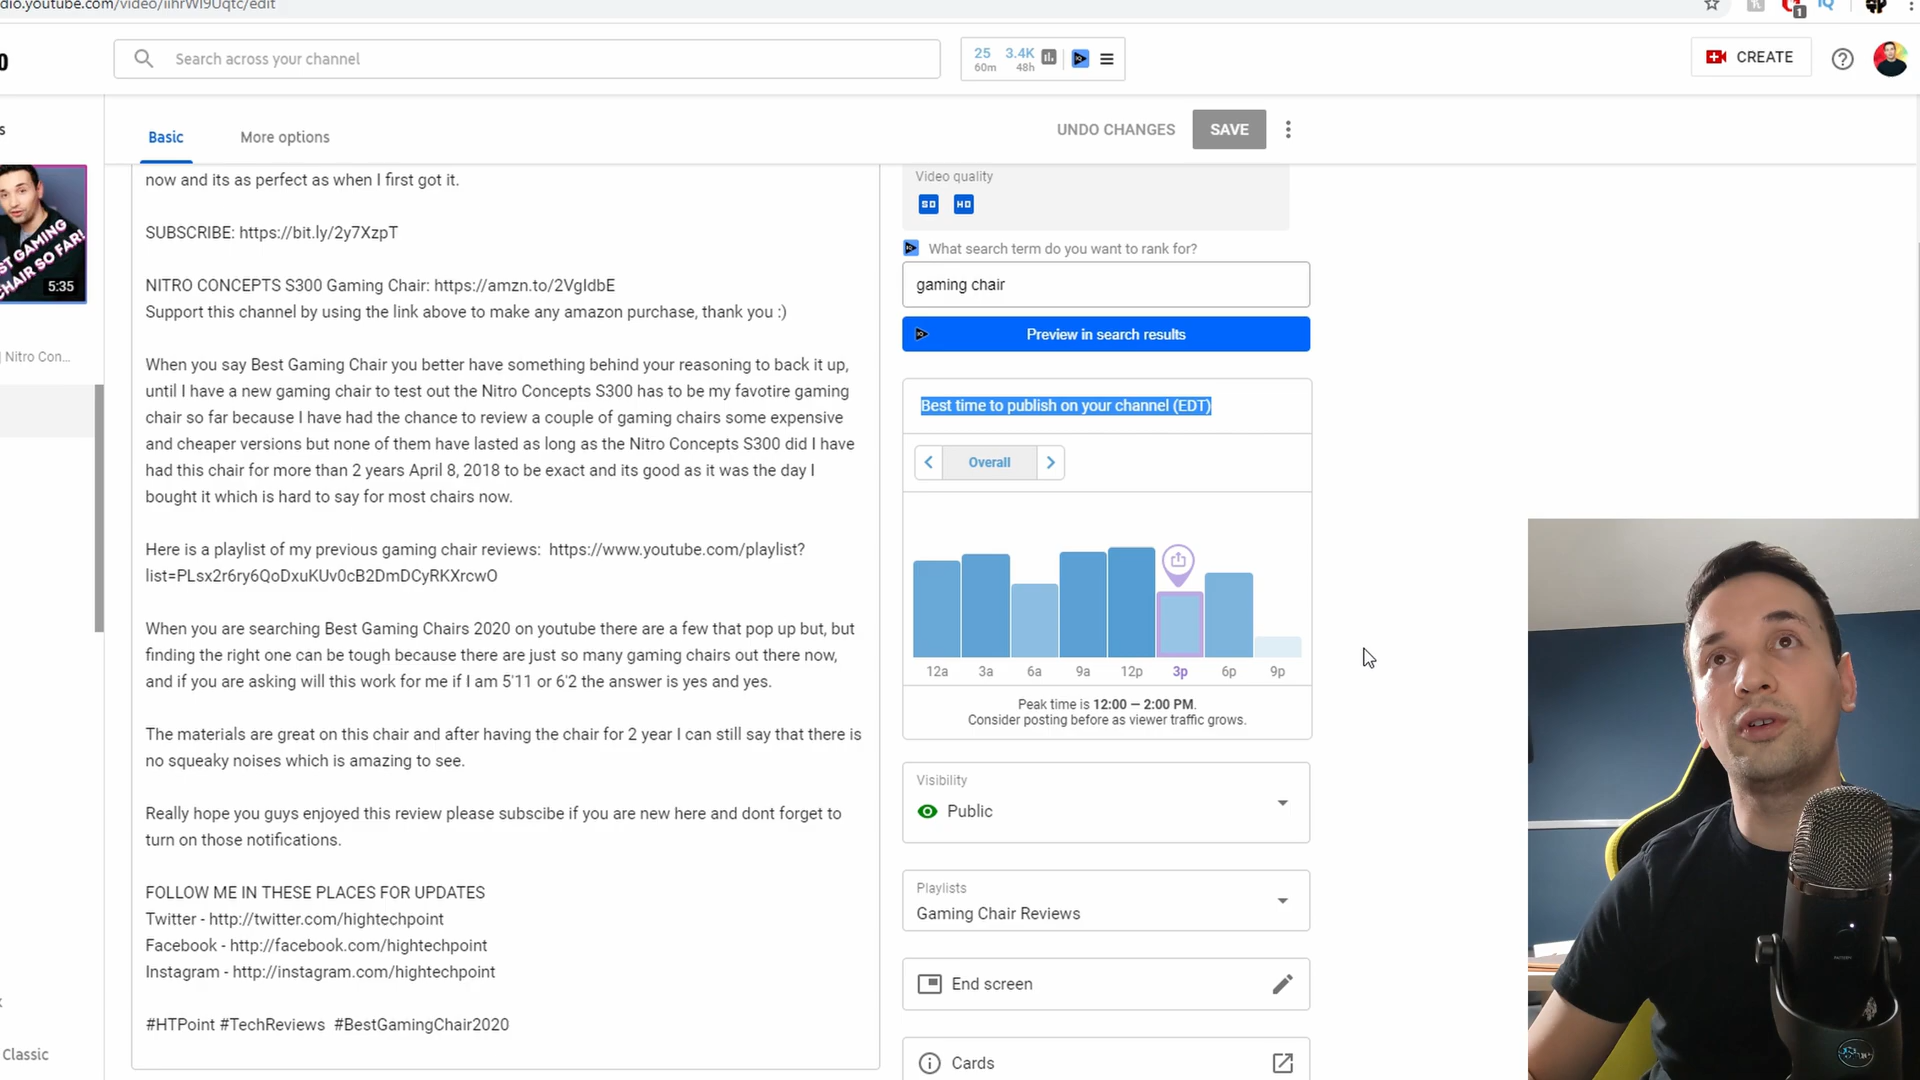 dio.youtube.com/video/iihrWI9Uqtc/edit
Search across your channel
25 3.4K
60m 48h
CREATE
Basic More options
UNDO CHANGES SAVE
now and its as perfect as when I first got it.
SUBSCRIBE: https://bit.ly/2y7XzpT
NITRO CONCEPTS S300 Gaming Chair: https://amzn.to/2VgIdbE
Support this channel by using the link above to make any amazon purchase, thank you :)
When you say Best Gaming Chair you better have something behind your reasoning to back it up,
until I have a new gaming chair to test out the Nitro Concepts S300 has to be my favotire gaming
chair so far because I have had the chance to review a couple of gaming chairs some expensive
and cheaper versions but none of them have lasted as long as the Nitro Concepts S300 did I have
had this chair for more than 2 years April 8, 2018 to be exact and its good as it was the day I
bought it which is hard to say for most chairs now.
Here is a playlist of my previous gaming chair reviews: https://www.youtube.com/playlist?
list=PLsx2r6ry6QoDxuKUv0cB2DmDCyRKXrcwO
When you are searching Best Gaming Chairs 2020 on youtube there are a few that pop up but, but
finding the right one can be tough because there are just so many gaming chairs out there now,
and if you are asking will this work for me if I am 5'11 or 6'2 the answer is yes and yes.
The materials are great on this chair and after having the chair for 2 year I can still say that there is
no squeaky noises which is amazing to see.
Really hope you guys enjoyed this review please subscibe if you are new here and dont forget to
turn on those notifications.
FOLLOW ME IN THESE PLACES FOR UPDATES
Twitter - http://twitter.com/hightechpoint
Facebook - http://facebook.com/hightechpoint
Instagram - http://instagram.com/hightechpoint
#HTPoint #TechReviews #BestGamingChair2020
ST GAMING
CHAIR SO FAR!
5:35
| Nitro Con...
Classic
Video quality
SD HD
What search term do you want to rank for?
gaming chair
Preview in search results
Best time to publish on your channel (EDT)
Overall
12a 3a 6a 9a 12p 3p 6p 9p
Peak time is 12:00 – 2:00 PM.
Consider posting before as viewer traffic grows.
Visibility
Public
Playlists
Gaming Chair Reviews
End screen
Cards